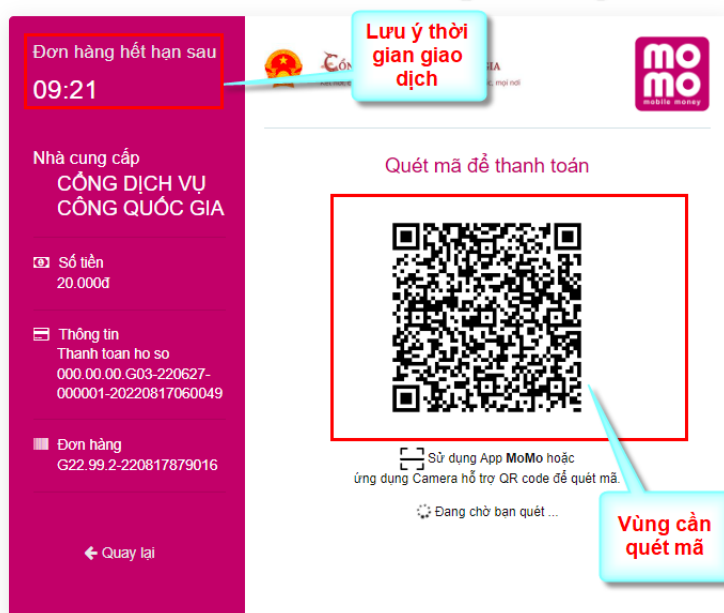 Đơn hàng hết hạn sau
09:21
Lưu ý thời
gian giao
dịch
mọi nơi
mo
mo
mobile money
Nhà cung cấp
CỔNG DỊCH VỤ
CÔNG QUỐC GIA
Số tiền
20.000đ
Thông tin
Thanh toan ho so
000.00.00.G03-220627-
000001-20220817060049
Đơn hàng
G22.99.2-220817879016
Quay lại
Quét mã để thanh toán
Sử dụng App MoMo hoặc
ứng dụng Camera hỗ trợ QR code để quét mã.
Đang chờ bạn quét ...
Vùng cần
quét mã